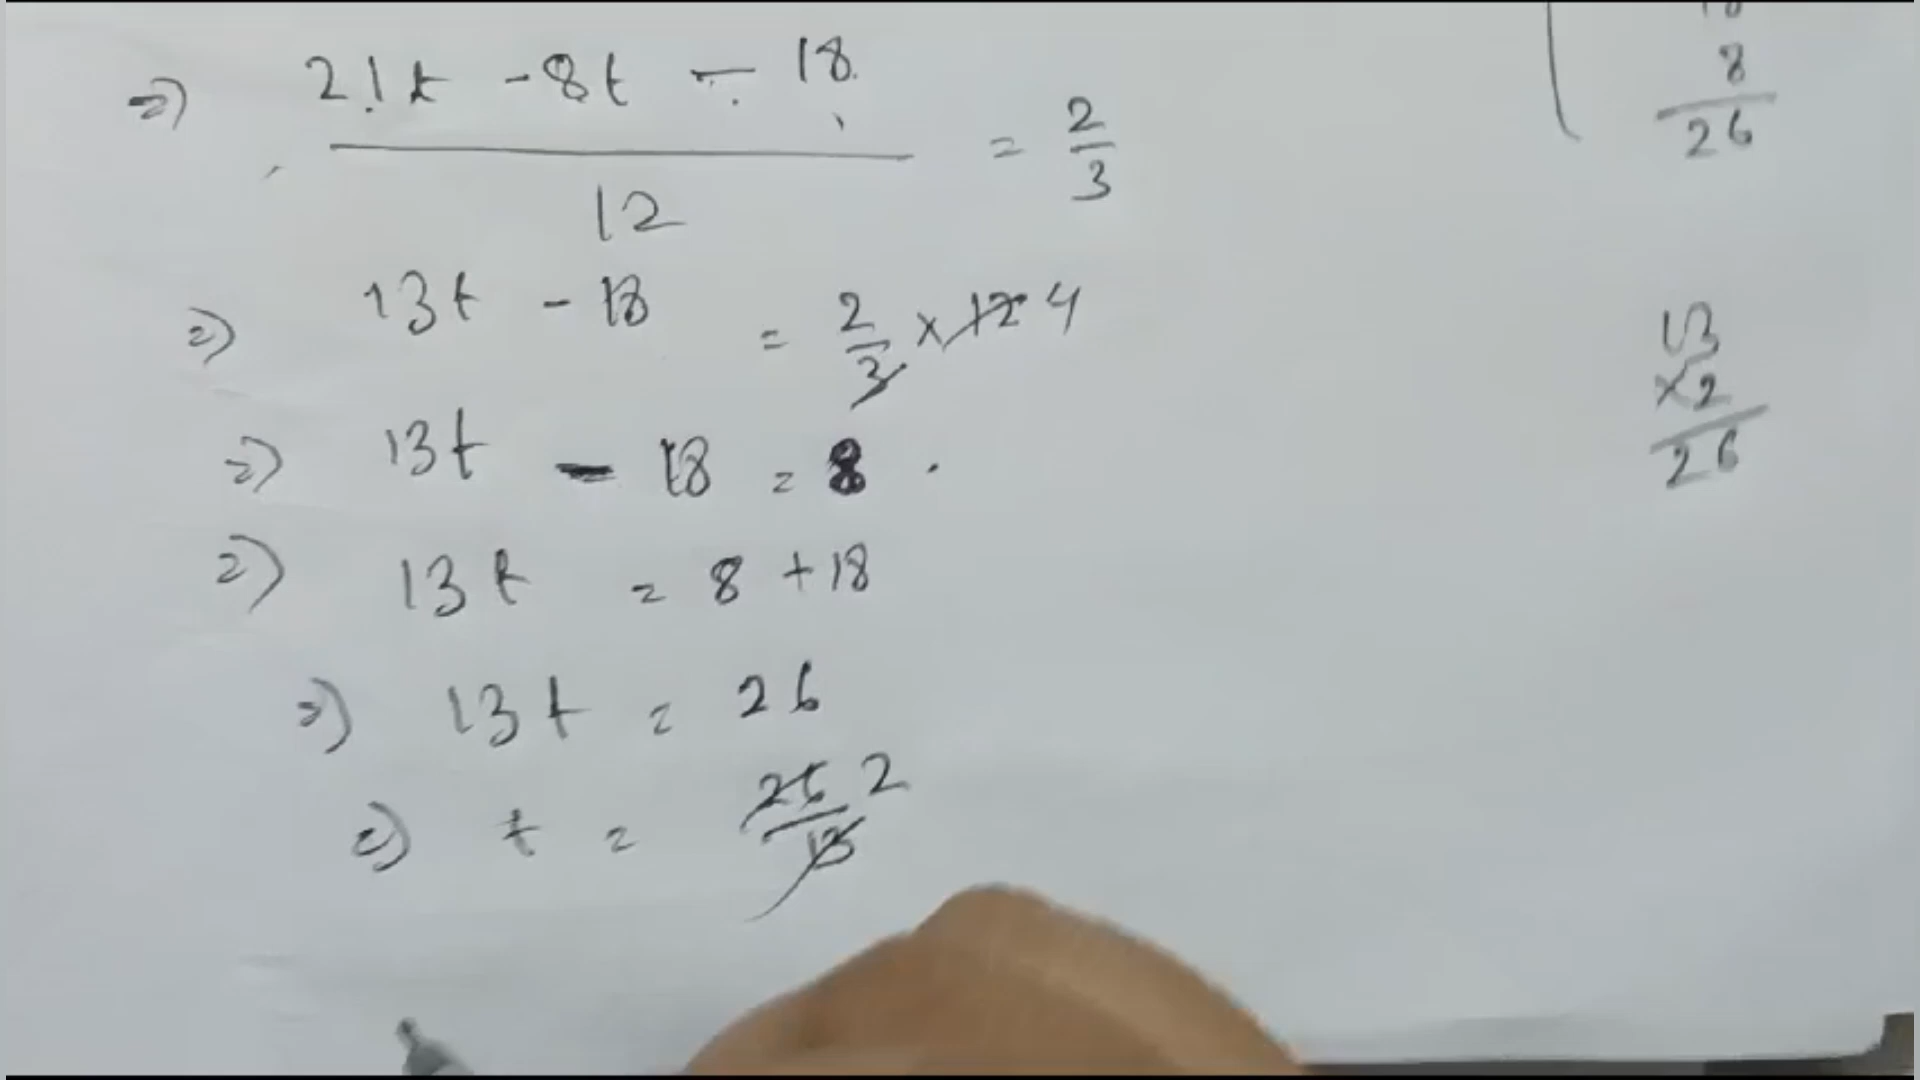 ⇒) 21t - 8t - 18 / 12 = 2/3
⇒) 13t - 18 = 2/3 × 12 4
⇒) 13t - 18 = 8
⇒) 13t = 8 + 18
⇒) 13t = 26
⇒) t = 26/13 2
8
26
13
×2
26